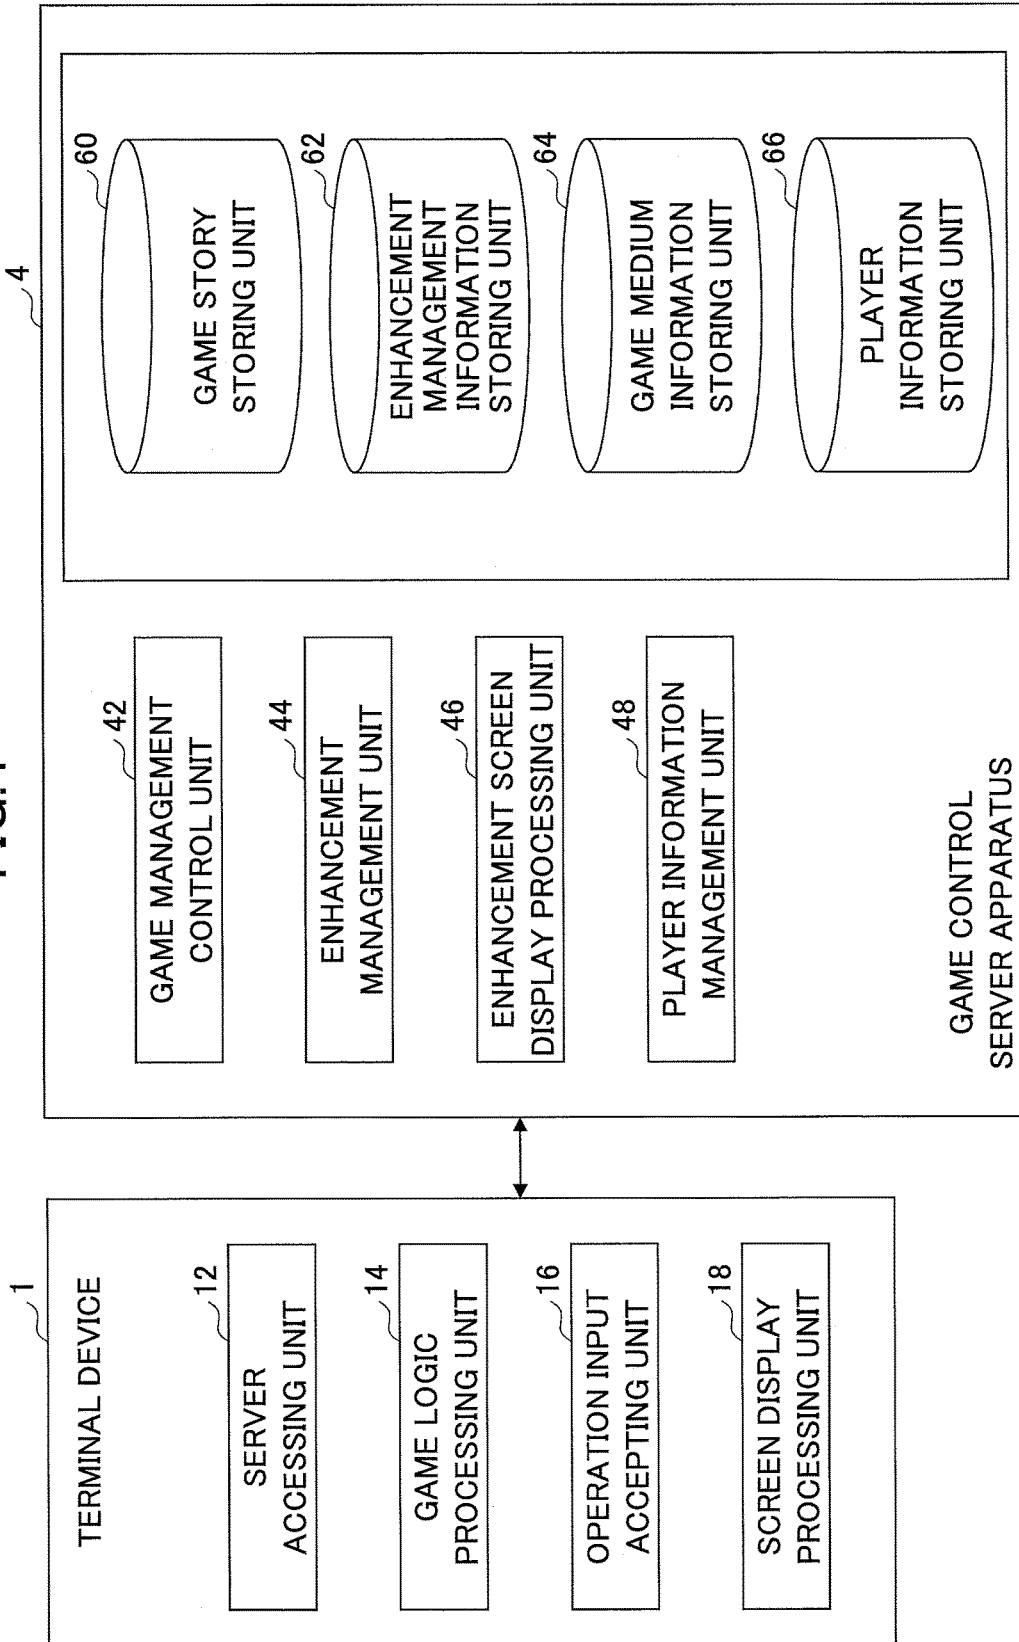 1
TERMINAL DEVICE
12
SERVER
ACCESSING UNIT
14
GAME LOGIC
PROCESSING UNIT
16
OPERATION INPUT
ACCEPTING UNIT
18
SCREEN DISPLAY
PROCESSING UNIT
4
42
GAME MANAGEMENT
CONTROL UNIT
44
ENHANCEMENT
MANAGEMENT UNIT
46
ENHANCEMENT SCREEN
DISPLAY PROCESSING UNIT
48
PLAYER INFORMATION
MANAGEMENT UNIT
GAME CONTROL
SERVER APPARATUS
60
GAME STORY
STORING UNIT
62
ENHANCEMENT
MANAGEMENT
INFORMATION
STORING UNIT
64
GAME MEDIUM
INFORMATION
STORING UNIT
66
PLAYER
INFORMATION
STORING UNIT